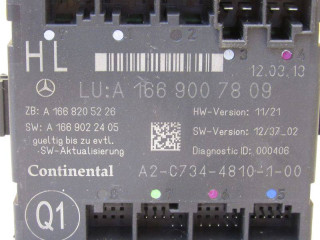 HL
3
4
12.03.13
LU:A 166 900 78 09
ZB: A 166 820 52 26
HW-Version: 11/21
SW: A 166 902 24 05
SW-Version: 12/37_02
gueltig bis zu evtl.
SW-Aktualisierung
Diagnostic ID: 000406
Continental
A2-C734-4810-1-00
Q1